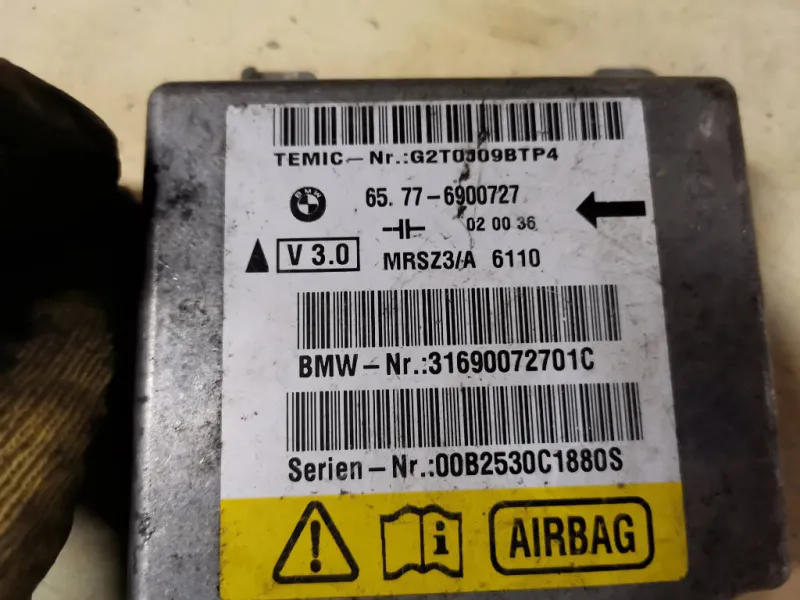 TEMIC-Nr.:G2T0J09BTP4
BMW 65.77-6900727
02 00 36
V 3.0 MRSZ3/A 6110
BMW-Nr.:31690072701C
Serien-Nr.:00B2530C1880S
i AIRBAG